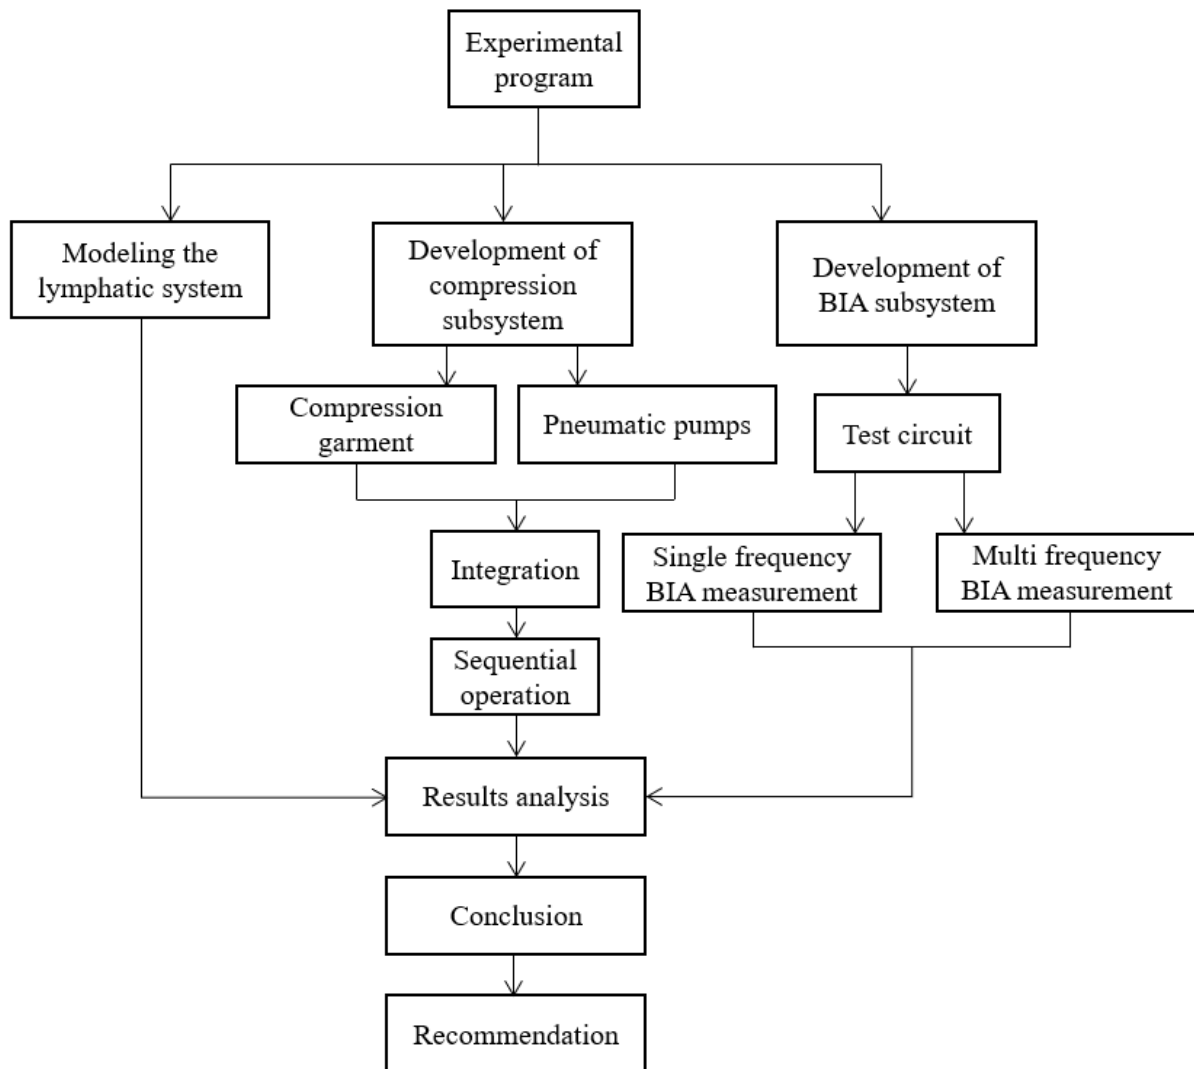 Experimental
program
Modeling the
lymphatic system
Development of
compression
subsystem
Development of
BIA subsystem
Compression
garment
Pneumatic pumps
Test circuit
Integration
Single frequency
BIA measurement
Multi frequency
BIA measurement
Sequential
operation
Results analysis
Conclusion
Recommendation